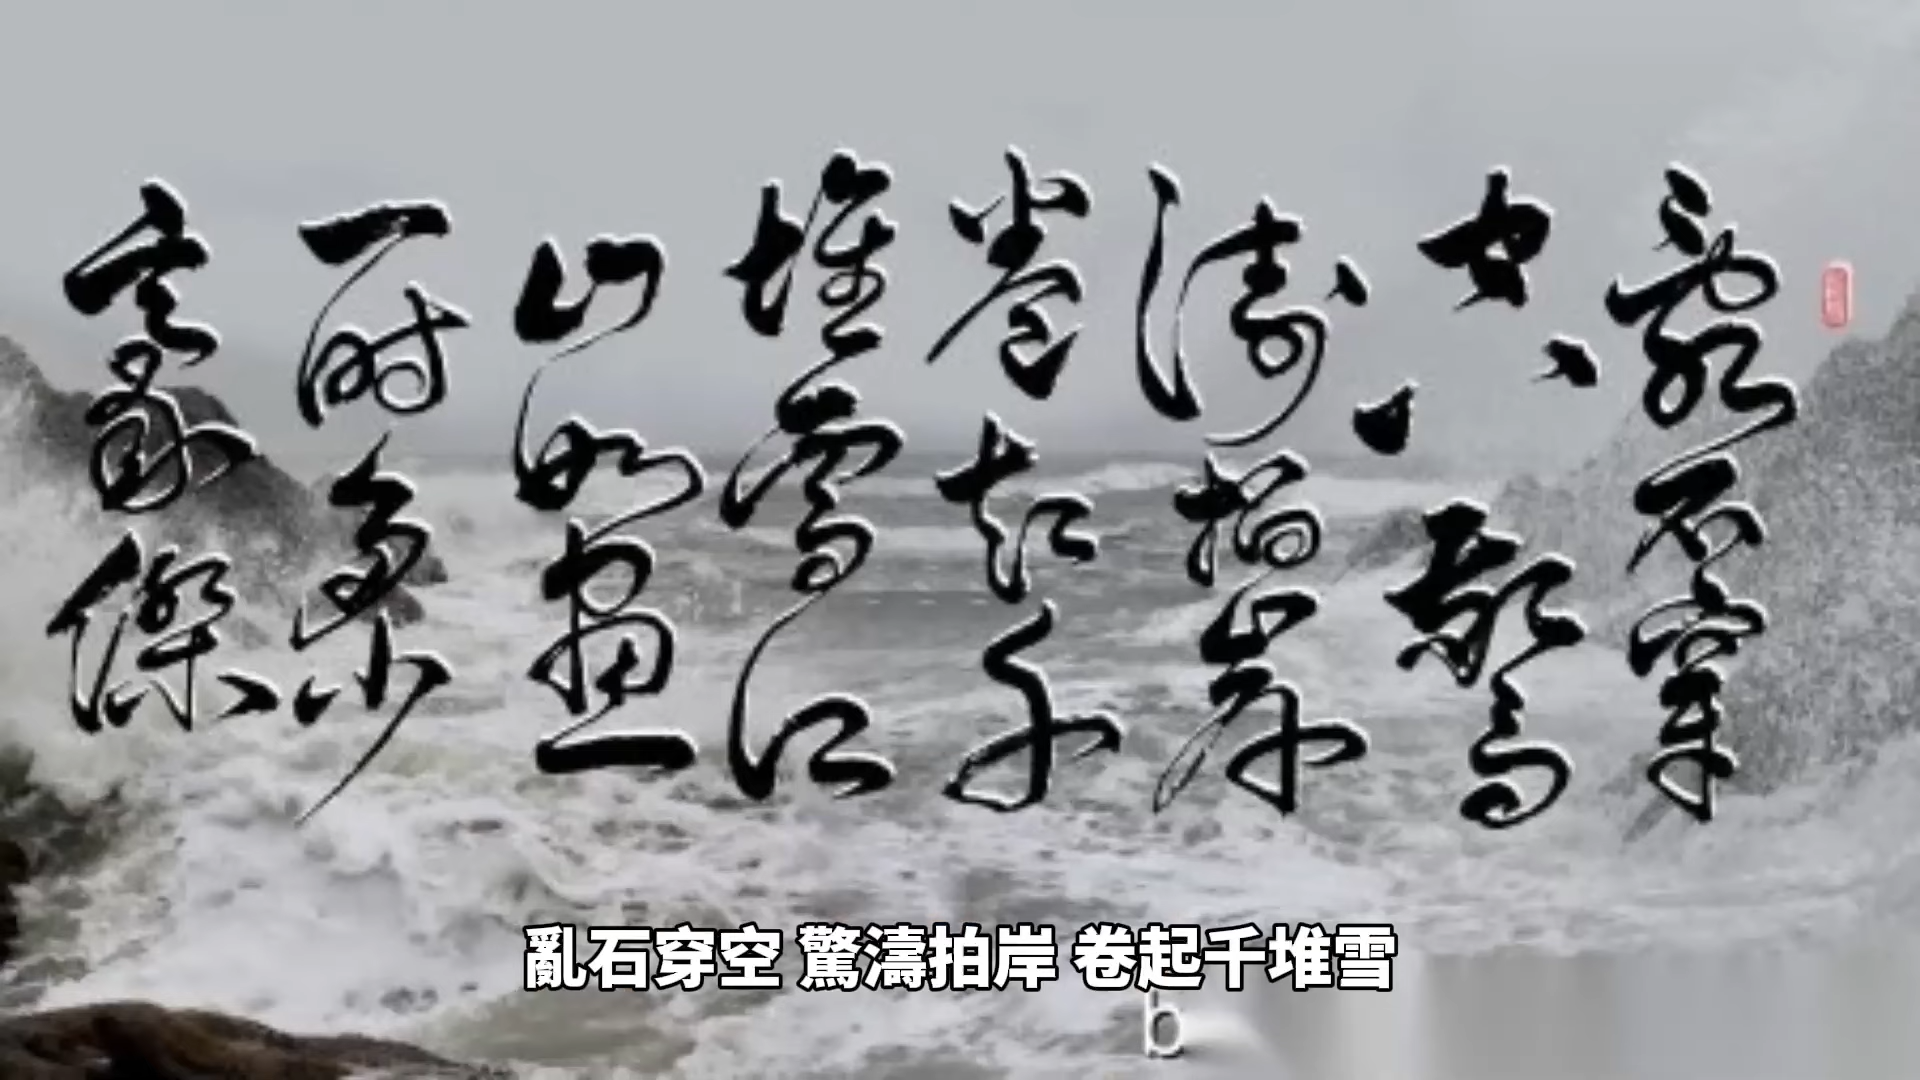 亂石穿
空驚
濤拍岸
卷起千
堆雪江
山如畫
一时多少
豪傑
亂石穿空 驚濤拍岸 卷起千堆雪
b